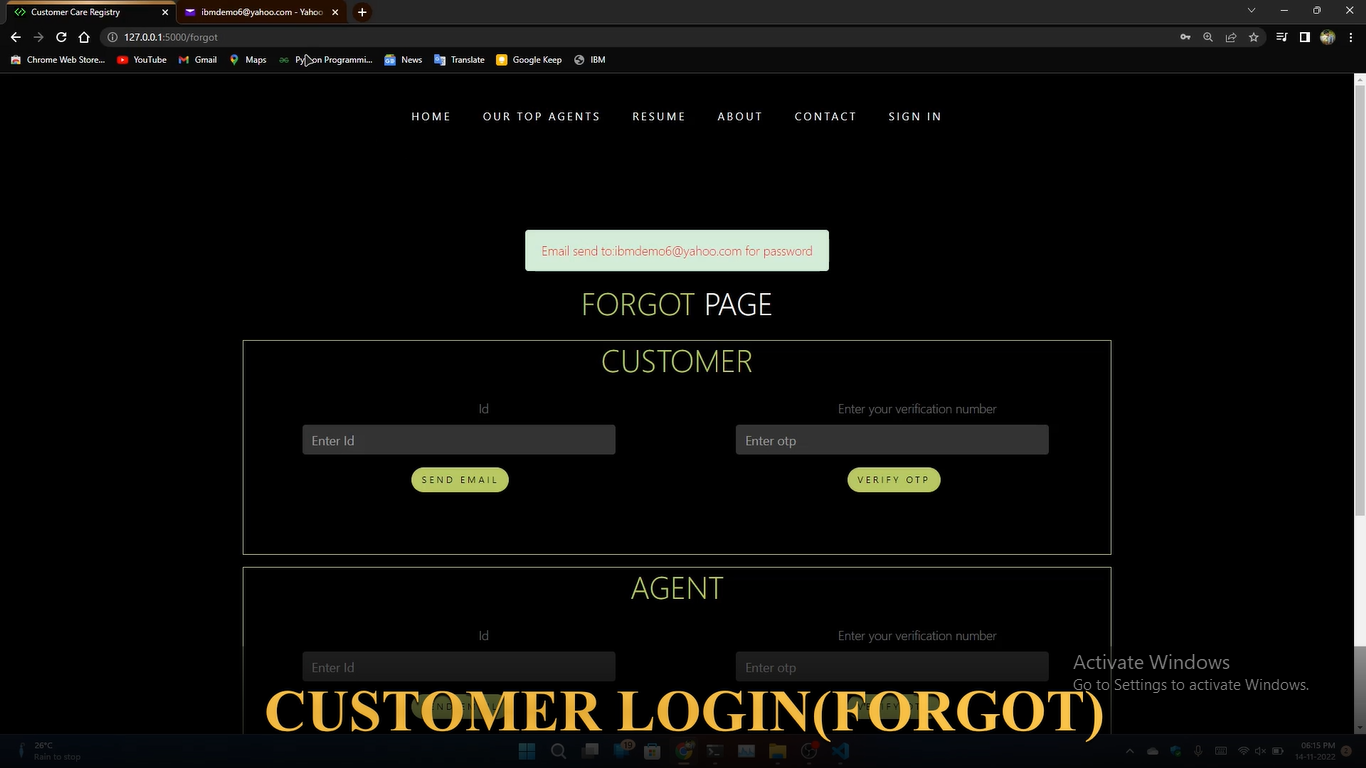 Customer Care Registry
ibmdemo6@yahoo.com - Yahoo
127.0.0.1:5000/forgot
Chrome Web Store... YouTube Gmail Maps Python Programmi... News Translate Google Keep IBM
HOME OUR TOP AGENTS RESUME ABOUT CONTACT SIGN IN
Email send to:ibmdemo6@yahoo.com for password
FORGOT PAGE
CUSTOMER
Id Enter your verification number
Enter Id Enter otp
SEND EMAIL VERIFY OTP
AGENT
Id Enter your verification number
Enter Id Enter otp
Activate Windows
Go to Settings to activate Windows.
CUSTOMER LOGIN(FORGOT)
26°C
Rain to stop
06:15 PM
14-11-2022